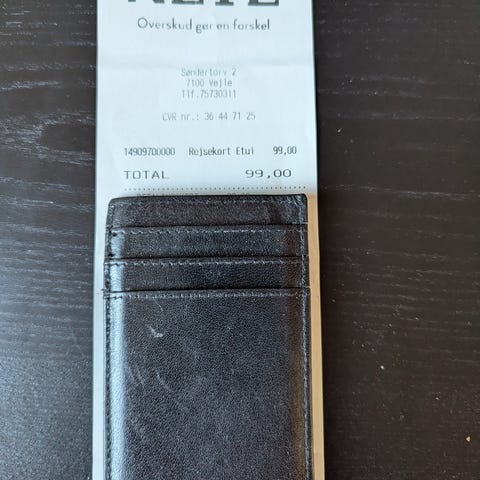 Overskud gør en forskel
Søndertorv 2
7100 Vejle
Tlf.75730311
CVR nr.: 36 44 71 25
14909700000 Rejsekort Etui 99,00
TOTAL 99,00